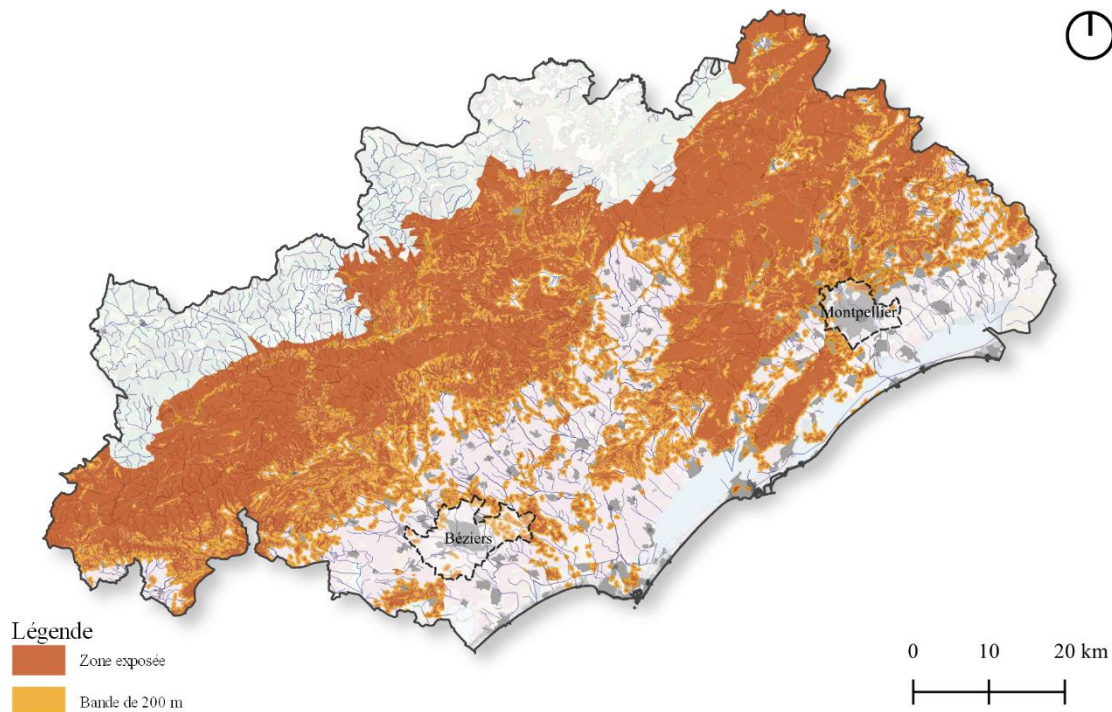 Montpellier
Béziers
Légende
Zone exposée
Bande de 200 m
0 10 20 km